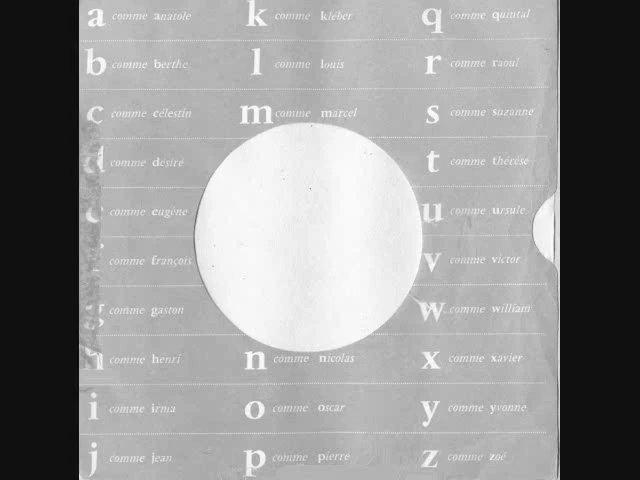 a comme anatole
b comme berthe
c comme célestin
d comme désiré
e comme eugène
comme françois
g comme gaston
h comme henri
i comme irma
j comme jean
k comme kléber
l comme louis
m comme marcel
n comme nicolas
o comme oscar
p comme pierre
q comme quintal
r comme raoul
s comme suzanne
t comme thérèse
u comme ursule
v comme victor
w comme william
x comme xavier
y comme yvonne
z comme zoé